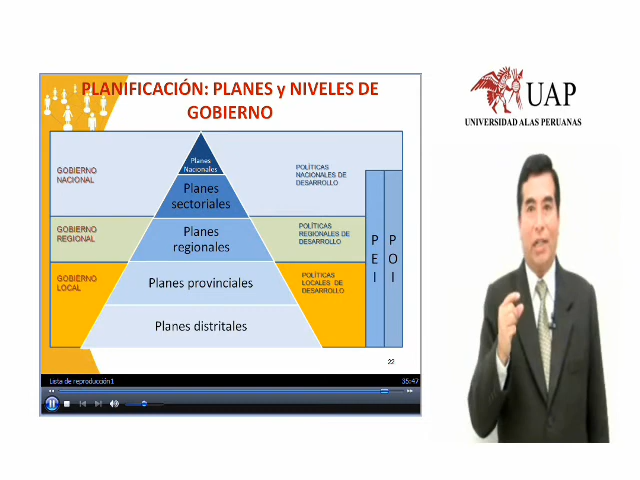 PLANIFICACIÓN: PLANES y NIVELES DE
GOBIERNO
GOBIERNO
NACIONAL
Planes
Nacionales
POLÍTICAS
NACIONALES DE
DESARROLLO
Planes
sectoriales
GOBIERNO
REGIONAL
Planes
regionales
POLÍTICAS
REGIONALES DE
DESARROLLO
GOBIERNO
LOCAL
Planes provinciales
POLÍTICAS
LOCALES DE
DESARROLLO
Planes distritales
PEI
POI
22
Lista de reproducción1
35:47
UAP
UNIVERSIDAD ALAS PERUANAS